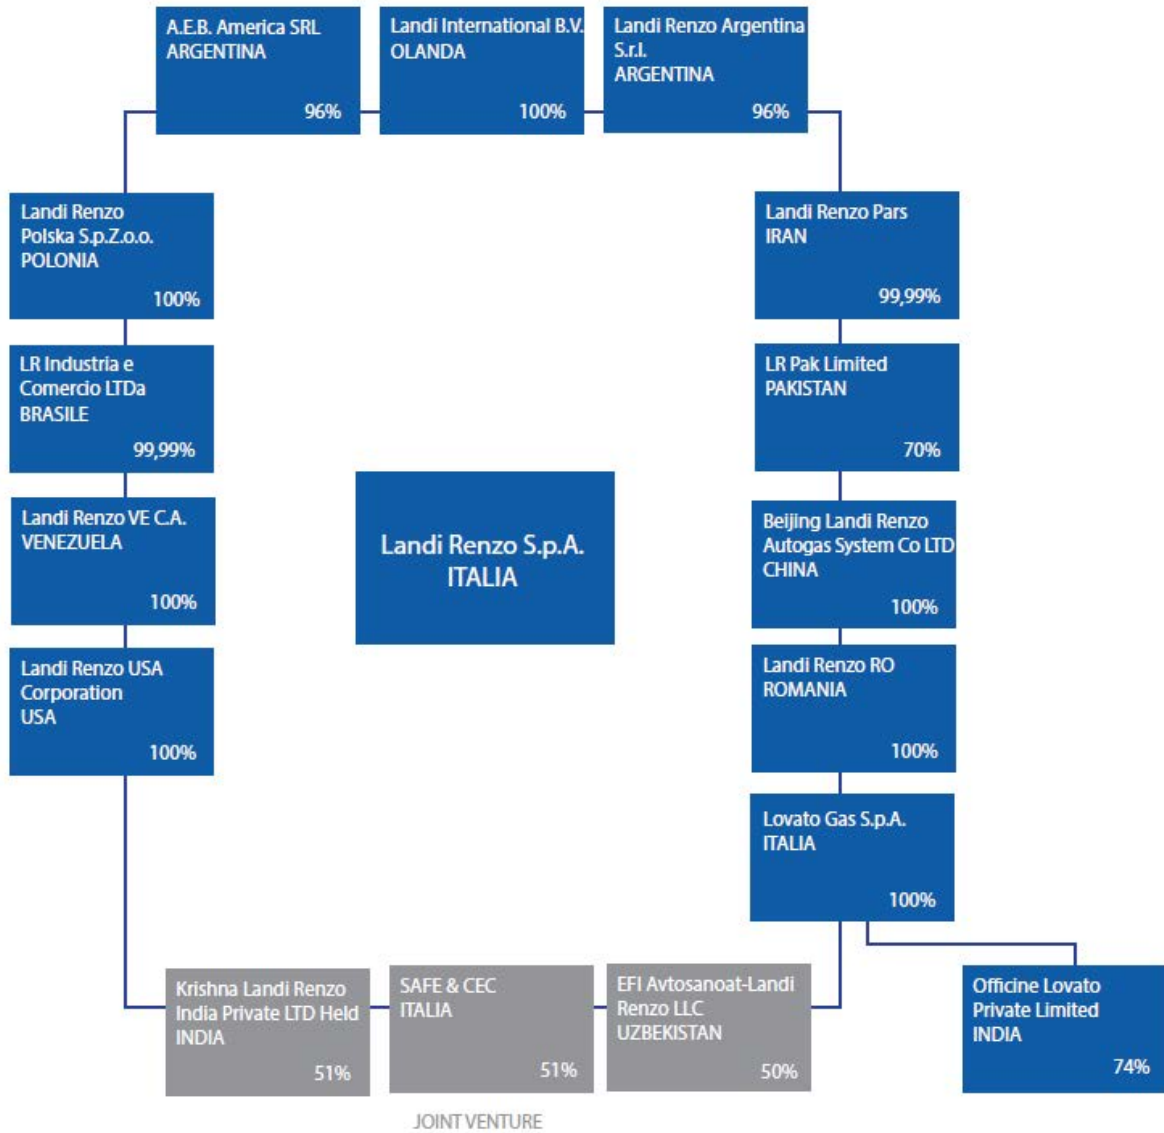 A.E.B. America SRL
ARGENTINA
96%
Landi International B.V.
OLANDA
100%
Landi Renzo Argentina
S.r.l.
ARGENTINA
96%
Landi Renzo
Polska S.p.Z.o.o.
POLONIA
100%
Landi Renzo Pars
IRAN
99,99%
LR Industria e
Comercio LTDa
BRASILE
99,99%
LR Pak Limited
PAKISTAN
70%
Landi Renzo S.p.A.
ITALIA
Landi Renzo VE C.A.
VENEZUELA
100%
Beijing Landi Renzo
Autogas System Co LTD
CHINA
100%
Landi Renzo USA
Corporation
USA
100%
Landi Renzo RO
ROMANIA
100%
Lovato Gas S.p.A.
ITALIA
100%
Krishna Landi Renzo
India Private LTD Held
INDIA
51%
SAFE & CEC
ITALIA
51%
EFI Avtosanoat-Landi
Renzo LLC
UZBEKISTAN
50%
Officine Lovato
Private Limited
INDIA
74%
JOINT VENTURE